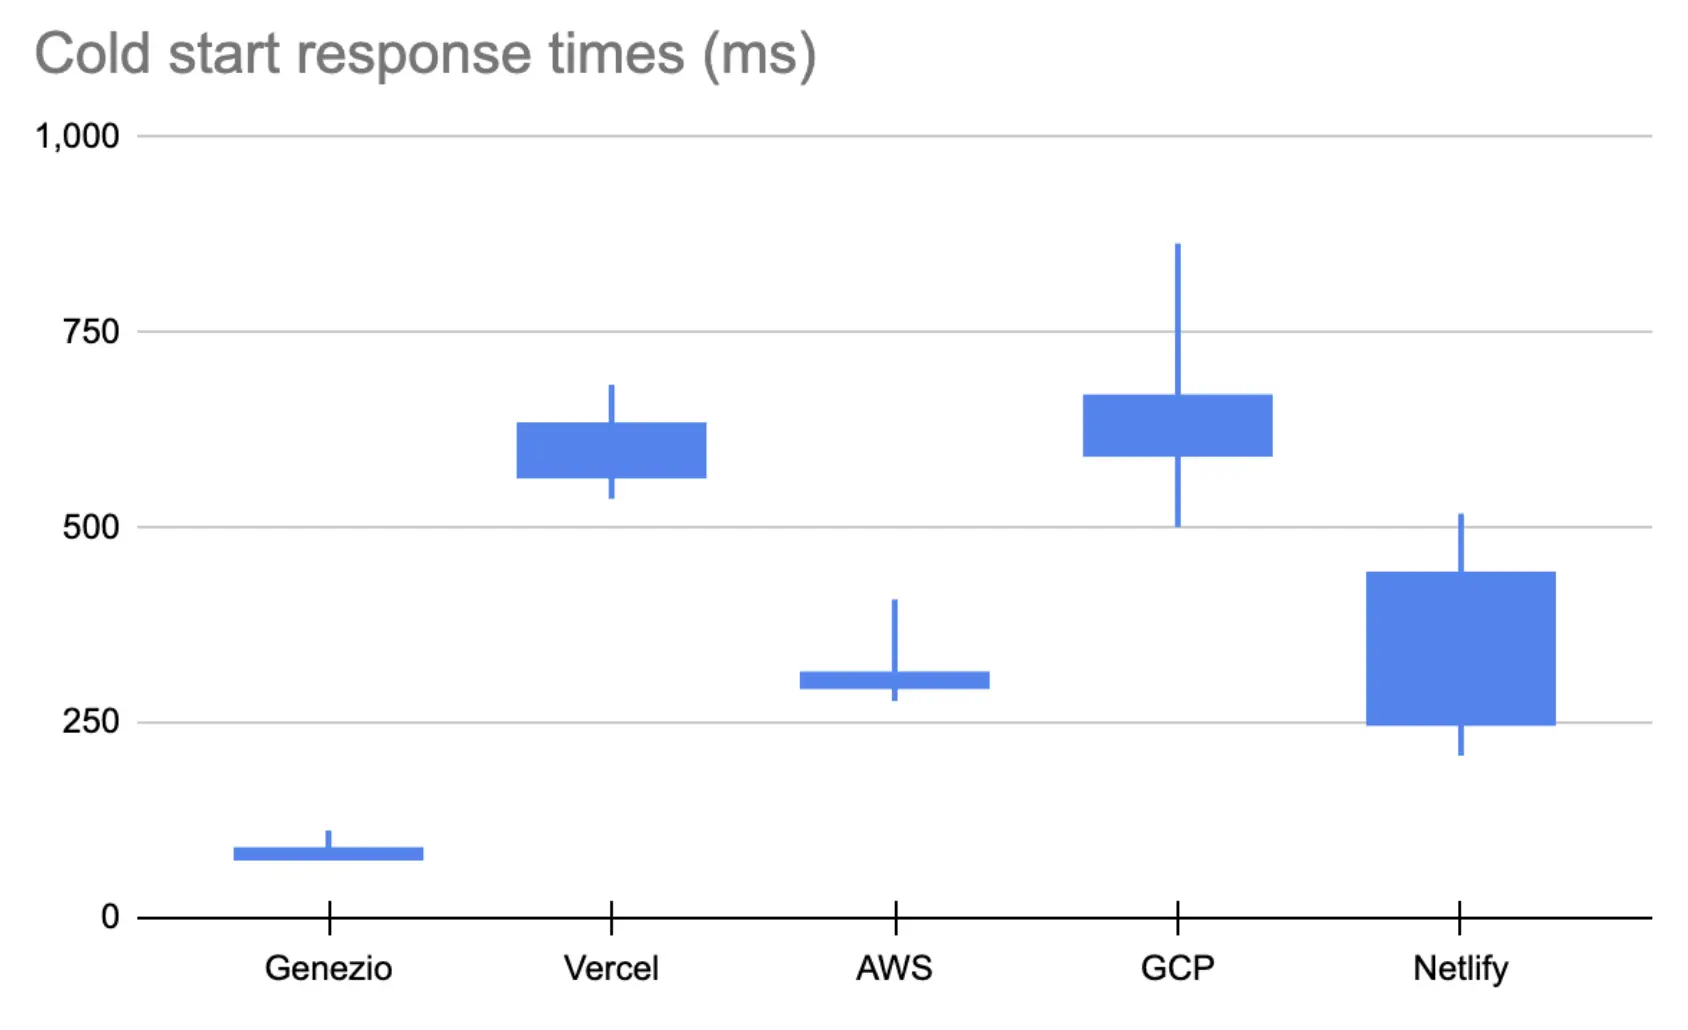 Cold start response times (ms)
1,000
750
500
250
0
Genezio Vercel AWS GCP Netlify